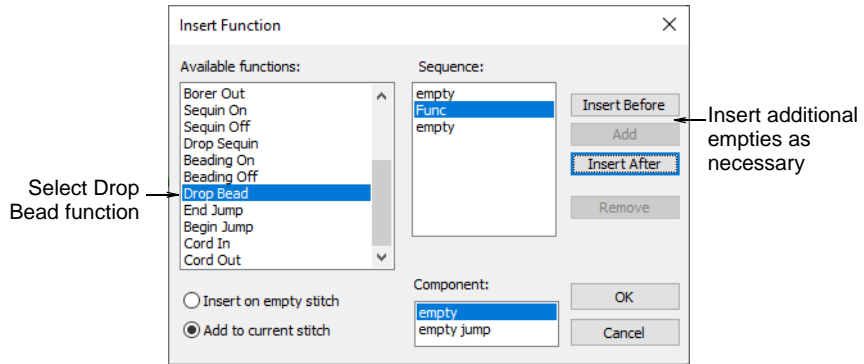 Insert Function
Available functions:
Borer Out
Sequin On
Sequin Off
Drop Sequin
Beading On
Beading Off
Drop Bead
End Jump
Begin Jump
Cord In
Cord Out
Insert on empty stitch
Add to current stitch
Sequence:
empty
Func
empty
Component:
empty
empty jump
Insert Before
Add
Insert After
Remove
OK
Cancel
Select Drop
Bead function
Insert additional
empties as
necessary